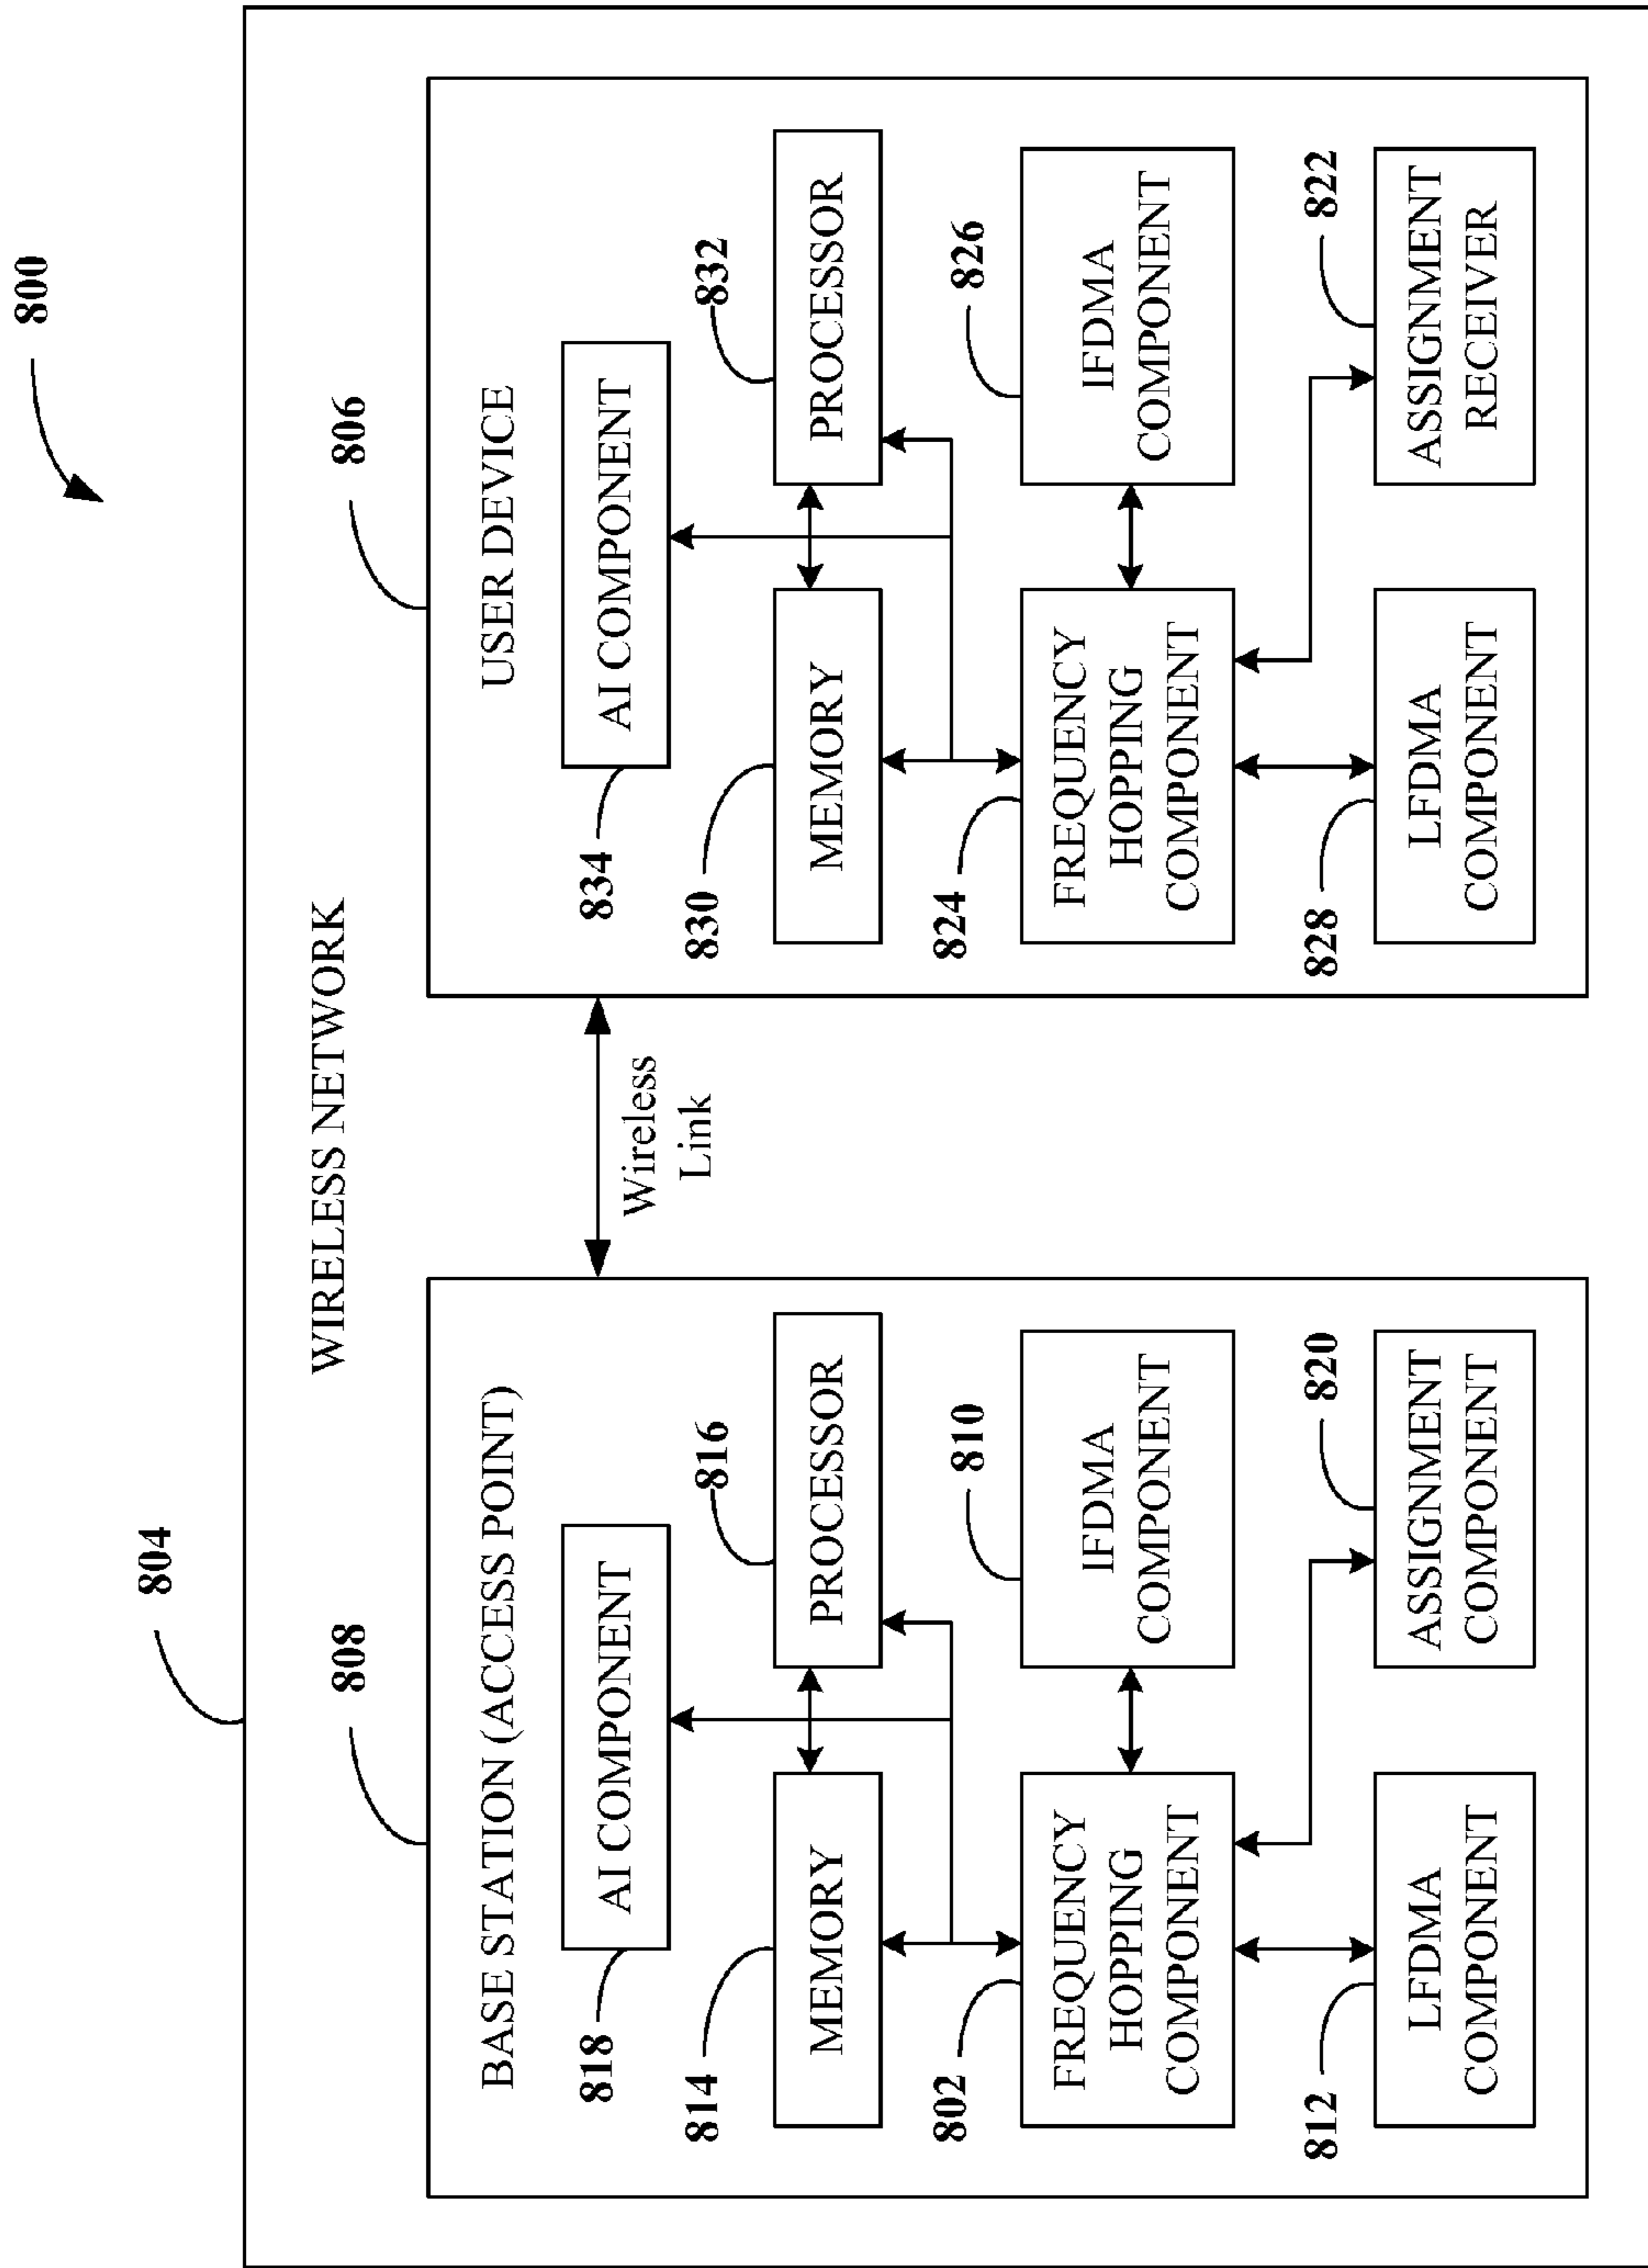 800
804
WIRELESS NETWORK
808
BASE STATION (ACCESS POINT)
818
AI COMPONENT
814
MEMORY
816
PROCESSOR
802
FREQUENCY
HOPPING
COMPONENT
810
IFDMA
COMPONENT
812
LFDMA
COMPONENT
820
ASSIGNMENT
COMPONENT
Wireless
Link
806
USER DEVICE
834
AI COMPONENT
830
MEMORY
832
PROCESSOR
824
FREQUENCY
HOPPING
COMPONENT
826
IFDMA
COMPONENT
828
LFDMA
COMPONENT
822
ASSIGNMENT
RECEIVER